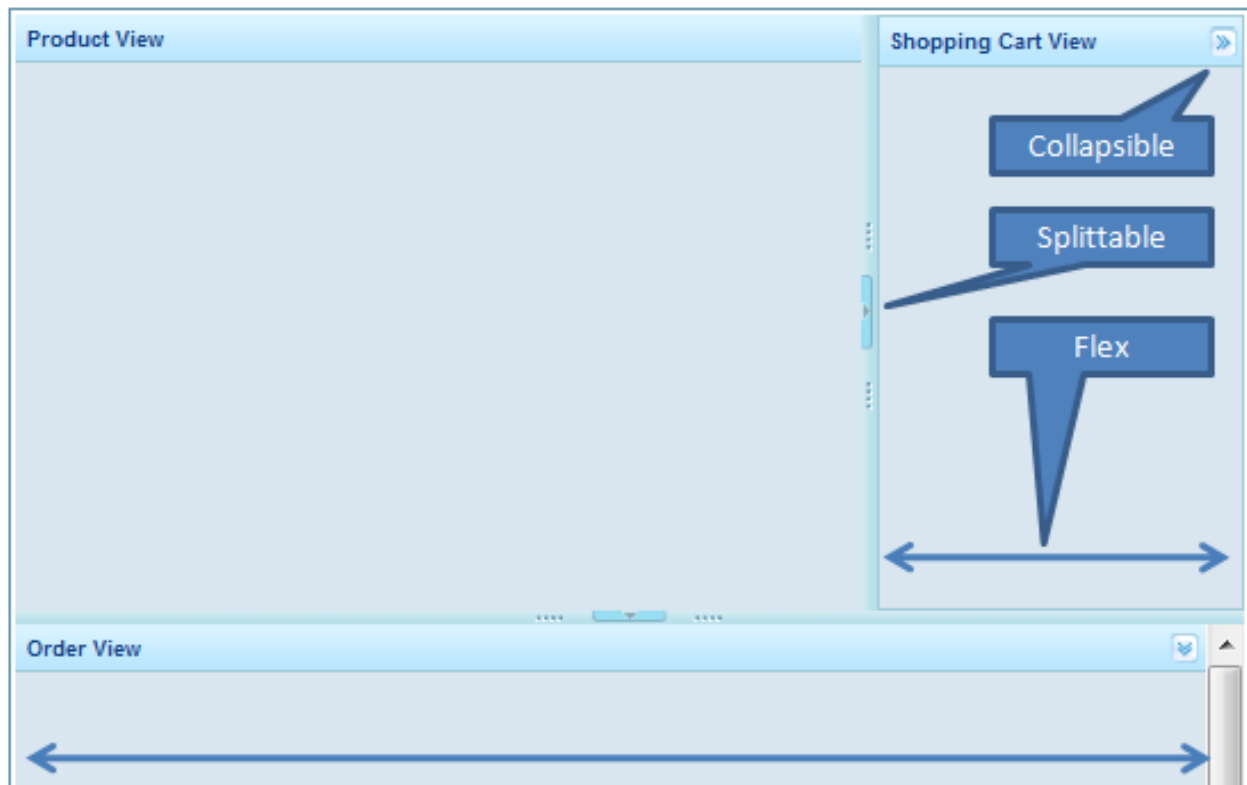 Product View
Shopping Cart View
Collapsible
Splittable
Flex
Order View